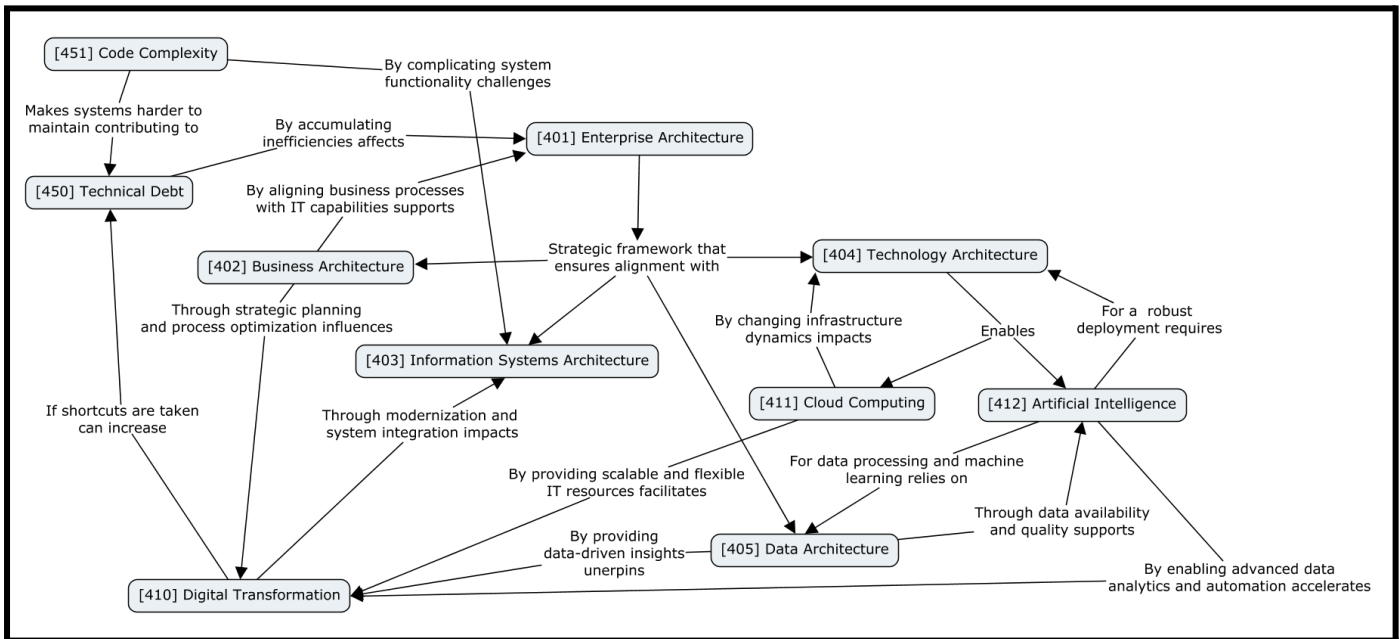 [451] Code Complexity
By complicating system
functionality challenges
Makes systems harder to
maintain contributing to
By accumulating
inefficiencies affects
[401] Enterprise Architecture
[450] Technical Debt
By aligning business processes
with IT capabilities supports
[402] Business Architecture
Strategic framework that
ensures alignment with
[404] Technology Architecture
Through strategic planning
and process optimization influences
By changing infrastructure
dynamics impacts
Enables
For a  robust
deployment requires
[403] Information Systems Architecture
[411] Cloud Computing
[412] Artificial Intelligence
If shortcuts are taken
can increase
Through modernization and
system integration impacts
By providing scalable and flexible
IT resources facilitates
For data processing and machine
learning relies on
Through data availability
and quality supports
By providing
data-driven insights
unerpins
[405] Data Architecture
[410] Digital Transformation
By enabling advanced data
analytics and automation accelerates